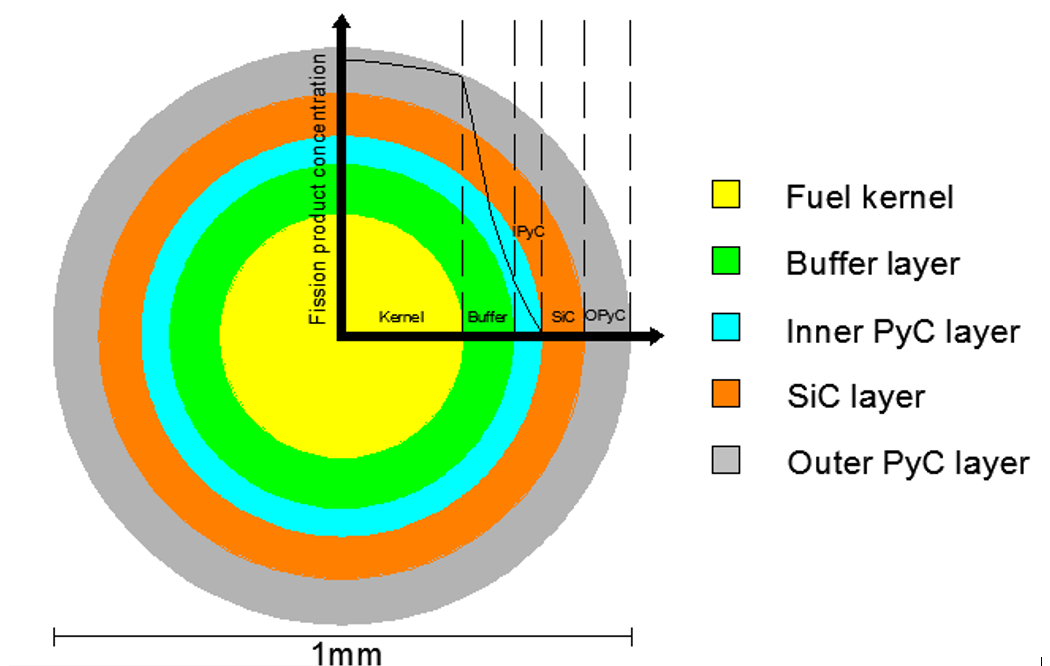 Fission product concentration
IPyC
Kernel
Buffer
SiC
OPyC
Fuel kernel
Buffer layer
Inner PyC layer
SiC layer
Outer PyC layer
1mm